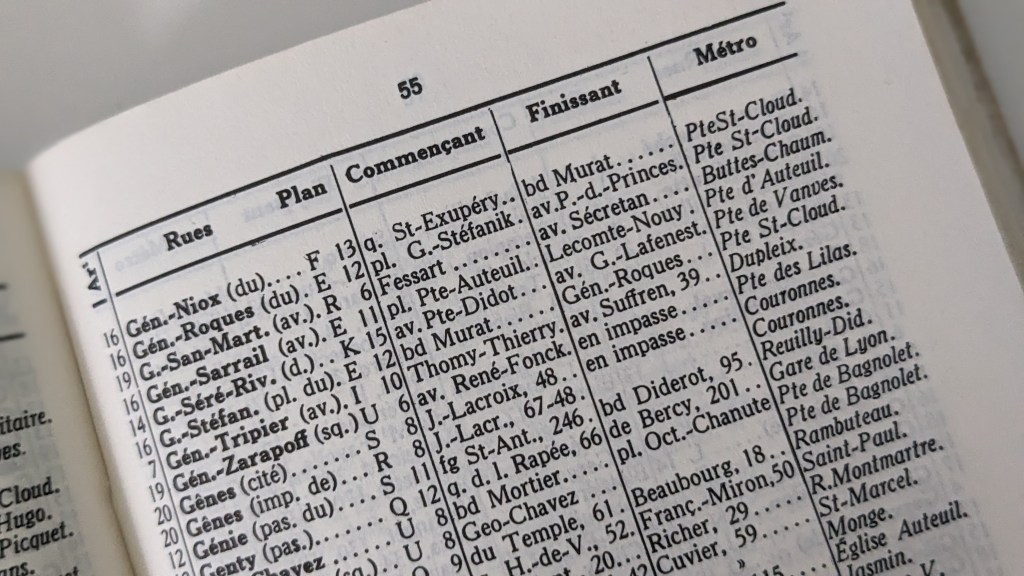 itaire.
es.
Cloud.
Hugo.
Picquet.
55
Arr Rues Plan Commençant Finissant Métro
16 Gén.-Niox (du).... F 13 q. St-Exupéry.. bd Murat...... PteSt-Cloud.
16 Gén.-Roques (du). E 12 pl. G.-Stéfanik. av.P.-d.-Princes. Pte St-Cloud.
19 G.-San-Mart. (av.). R 6 Fessart ...... av. Sécretan .... Buttes-Chaum.
16 Gén.-Sarrail (av.). E 11 pl. Pte-Auteuil.. Lecomte-Nouy . Pte d'Auteuil.
14 G.-Séré-Riv. (d.). K 15 av. Pte-Didot ... av. G.-Lafenest. Pte de Vanves.
16 G.-Stéfan. (pl. du). E. 12 bd Murat....... Gén.-Roques... Pte St-Cloud.
7 Gén.-Tripier (av.). I 10 Thomy-Thierry. av. Suffren, 39 Dupleix.
19 Gén.-Zarapoff (sq.) U 6 av. René-Fonck. en impasse..... Pte des Lilas.
20 Gênes (cité) ...... S 8 J.-Lacroix, 48.. en impasse..... Couronnes.
20 Gênes (imp. de) R 8 J.-Lacr., 67-48.. Couronnes.
12 Génie (pas. du)... S 11 fg St-Ant., 246. bd Diderot, 95 Reuilly-Did.
Genty (pas.)..... Q 12 q. d. l. Rapée, 66 de Bercy, 201.. Gare de Lyon.
Chavez U 8 bd Mortier.... pl. Oct.-Chanute Pte de Bagnolet.
(sq.) U 8 Geo-Chavez .... Pte de Bagnolet.
9 du Temple, 61. Beaubourg, 18.. Rambuteau.
H.-de-V., 52. Franç.-Miron,50 Saint-Paul.
20.. Richer, 29 ..... R.Montmartre.
Cuvier, 59..... St-Marcel.
» Monge.
Église Auteuil.
Jasmin.
V.